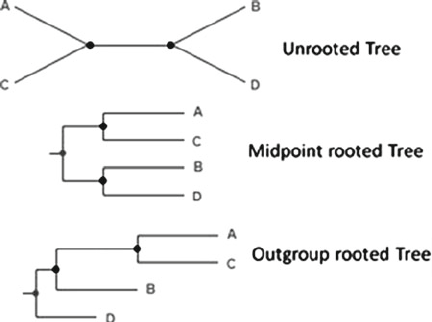 A
B
Unrooted Tree
C
D
A
C
Midpoint rooted Tree
B
D
A
Outgroup rooted Tree
C
B
D